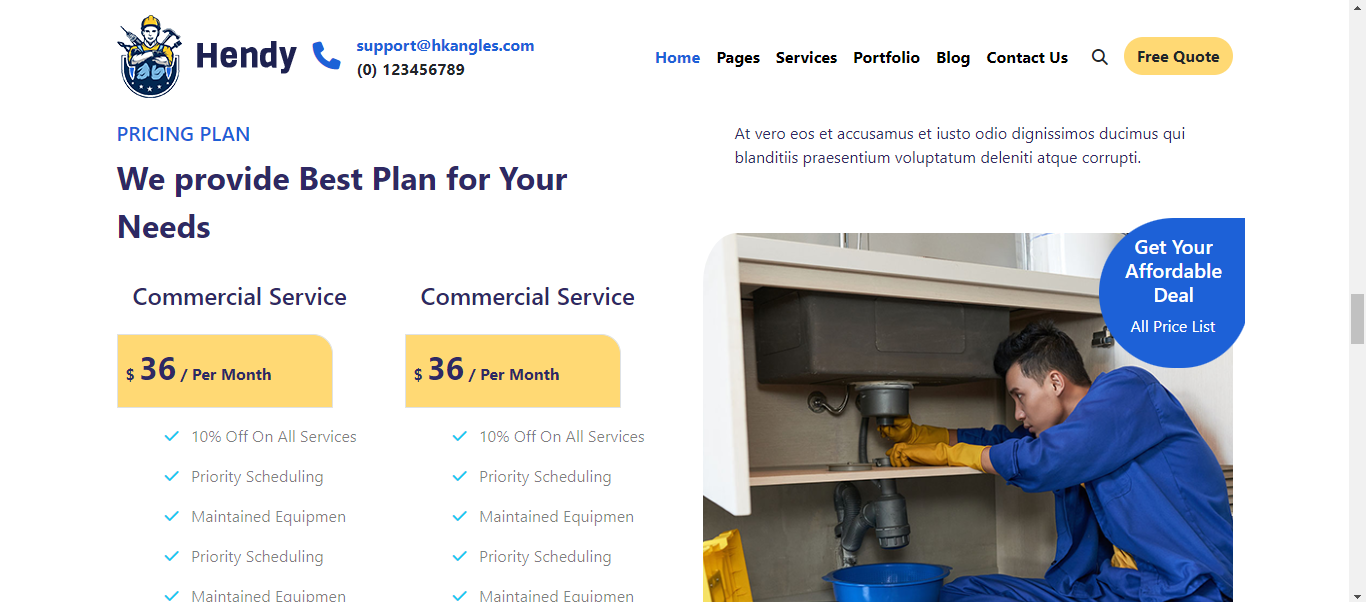 Hendy
support@hkangles.com
(0) 123456789
Home Pages Services Portfolio Blog Contact Us Free Quote
PRICING PLAN
We provide Best Plan for Your
Needs
At vero eos et accusamus et iusto odio dignissimos ducimus qui
blanditiis praesentium voluptatum deleniti atque corrupti.
Commercial Service
$ 36 / Per Month
10% Off On All Services
Priority Scheduling
Maintained Equipmen
Priority Scheduling
Maintained Equipmen
Commercial Service
$ 36 / Per Month
10% Off On All Services
Priority Scheduling
Maintained Equipmen
Priority Scheduling
Maintained Equipmen
Get Your
Affordable
Deal
All Price List